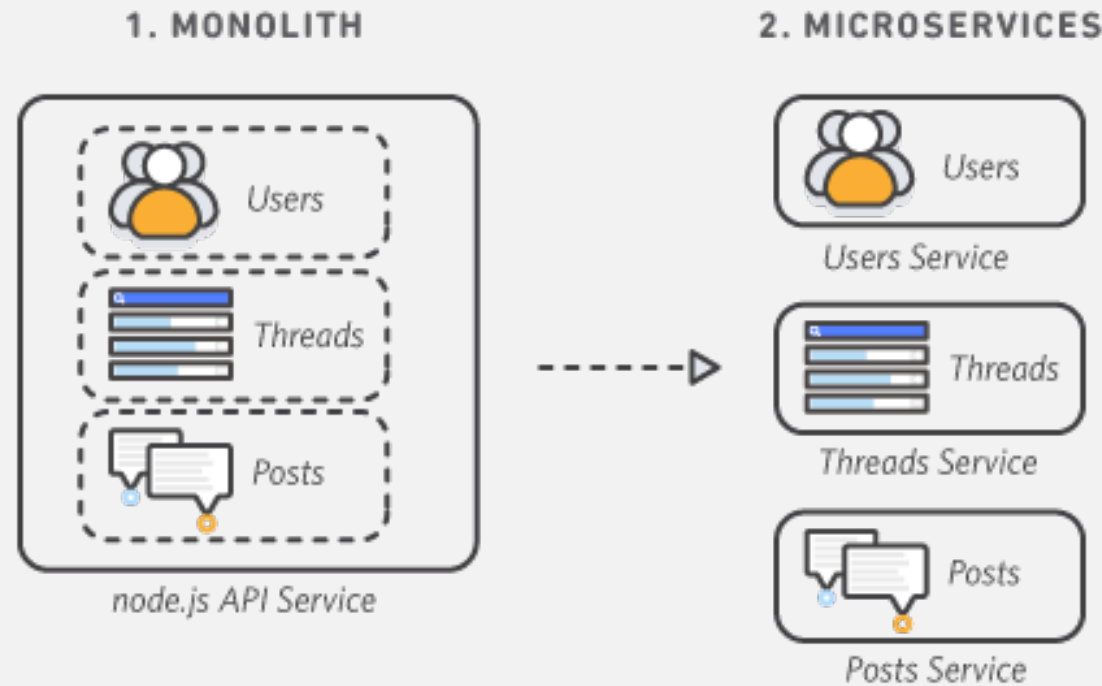 1. MONOLITH
Users
Threads
Posts
node.js API Service
2. MICROSERVICES
Users
Users Service
Threads
Threads Service
Posts
Posts Service